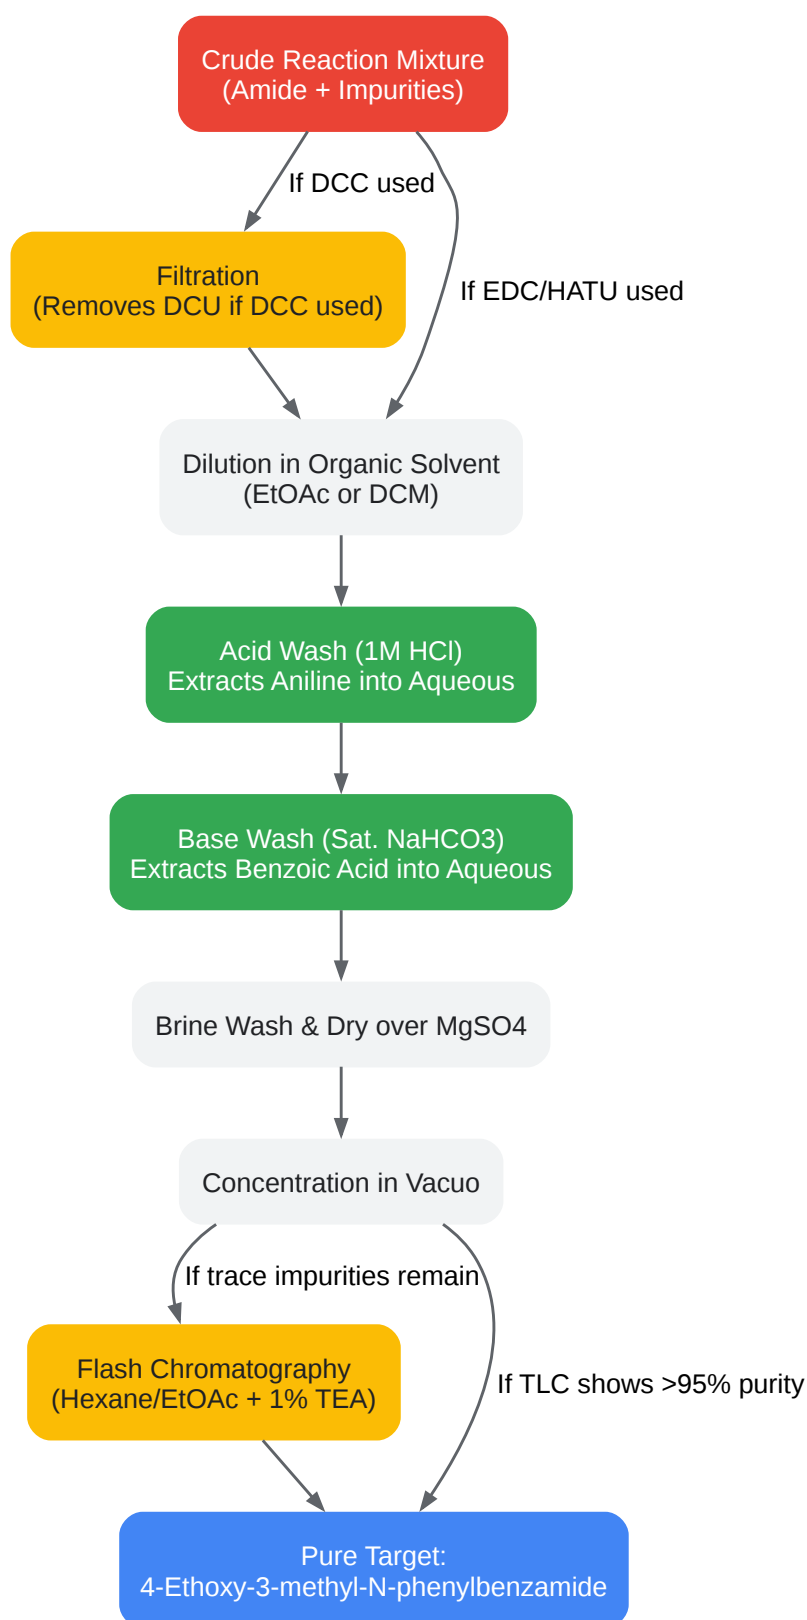 Crude Reaction Mixture
(Amide + Impurities)
If DCC used
Filtration
(Removes DCU if DCC used)
If EDC/HATU used
Dilution in Organic Solvent
(EtOAc or DCM)
Acid Wash (1M HCl)
Extracts Aniline into Aqueous
Base Wash (Sat. NaHCO3)
Extracts Benzoic Acid into Aqueous
Brine Wash & Dry over MgSO4
Concentration in Vacuo
If trace impurities remain
Flash Chromatography
(Hexane/EtOAc + 1% TEA)
If TLC shows >95% purity
Pure Target:
4-Ethoxy-3-methyl-N-phenylbenzamide